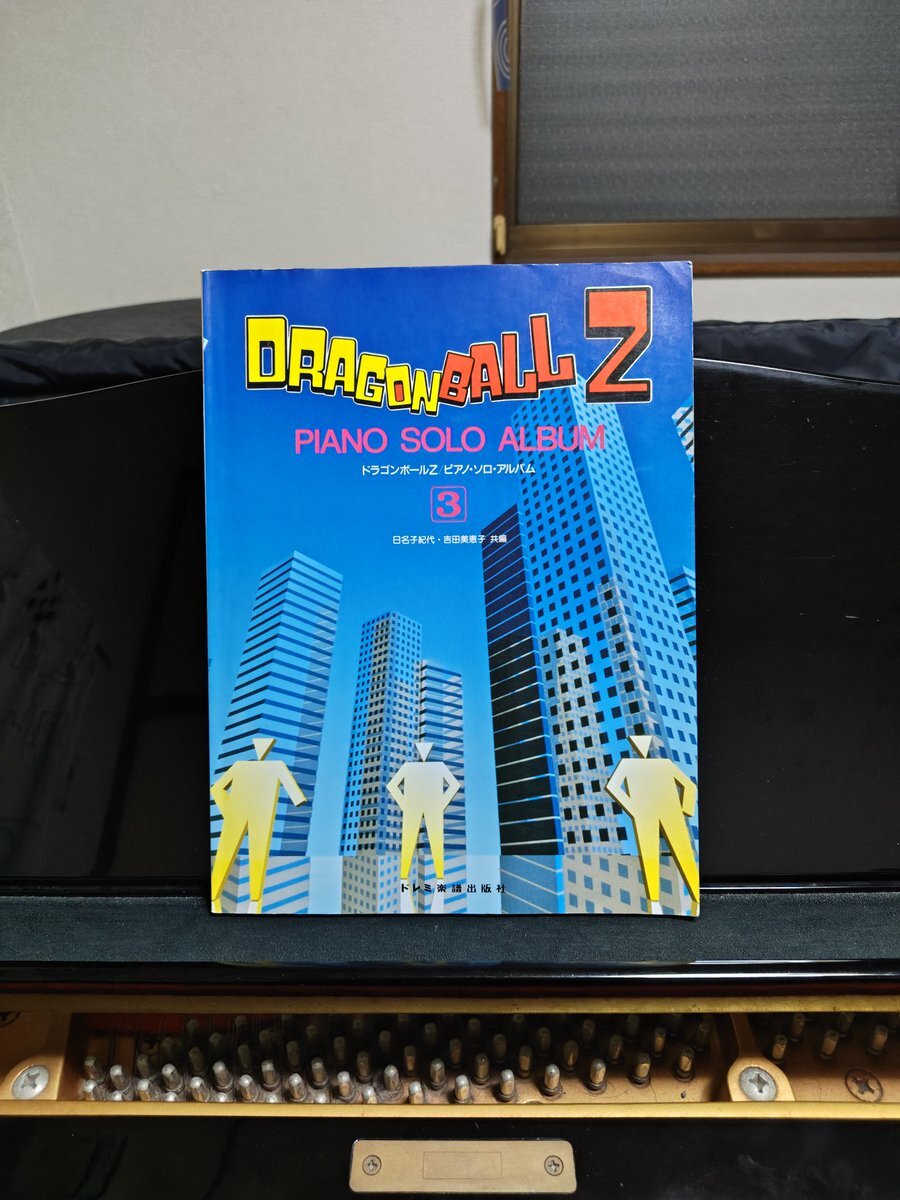 DRAGON BALL Z
PIANO SOLO ALBUM
ドラゴンボールZ/ピアノ・ソロ・アルバム
3
日名子紀代・吉田美恵子 共編
ドレミ楽譜出版社